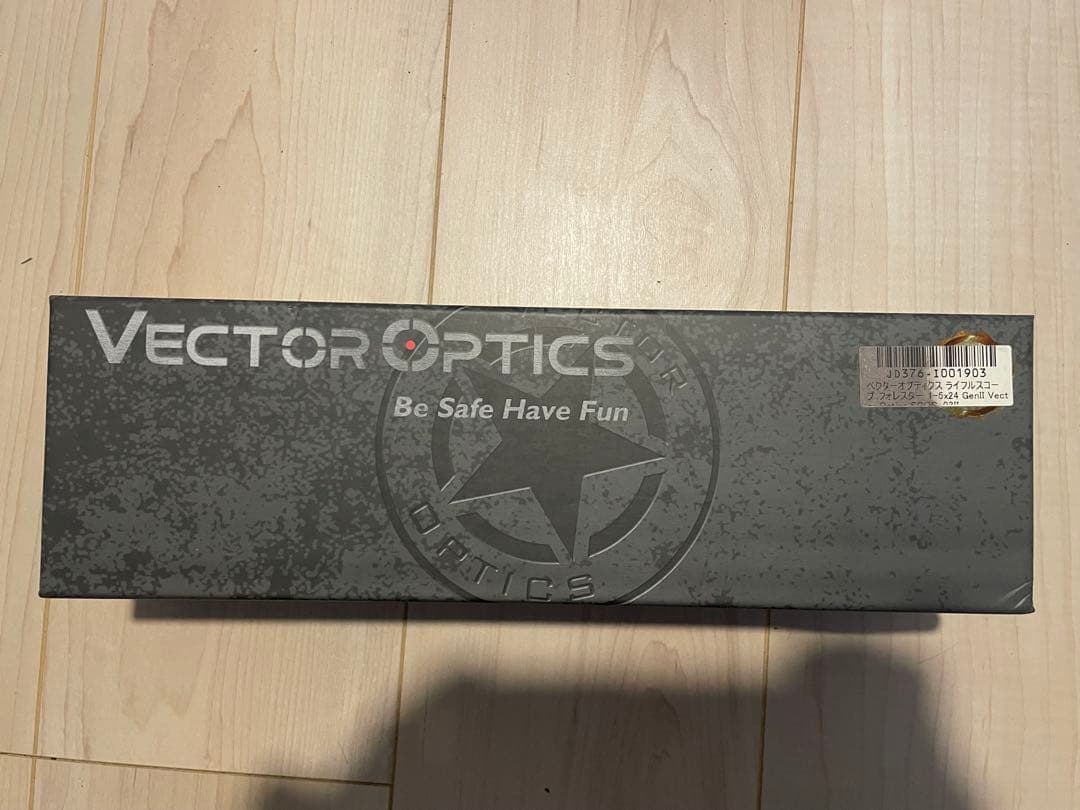 VECTOR OPTICS
Be Safe Have Fun
OPTICS
JD376-I001903
ベクターオプティクス ライフルスコー
プ フォレスター 1-5x24 GenII Vect